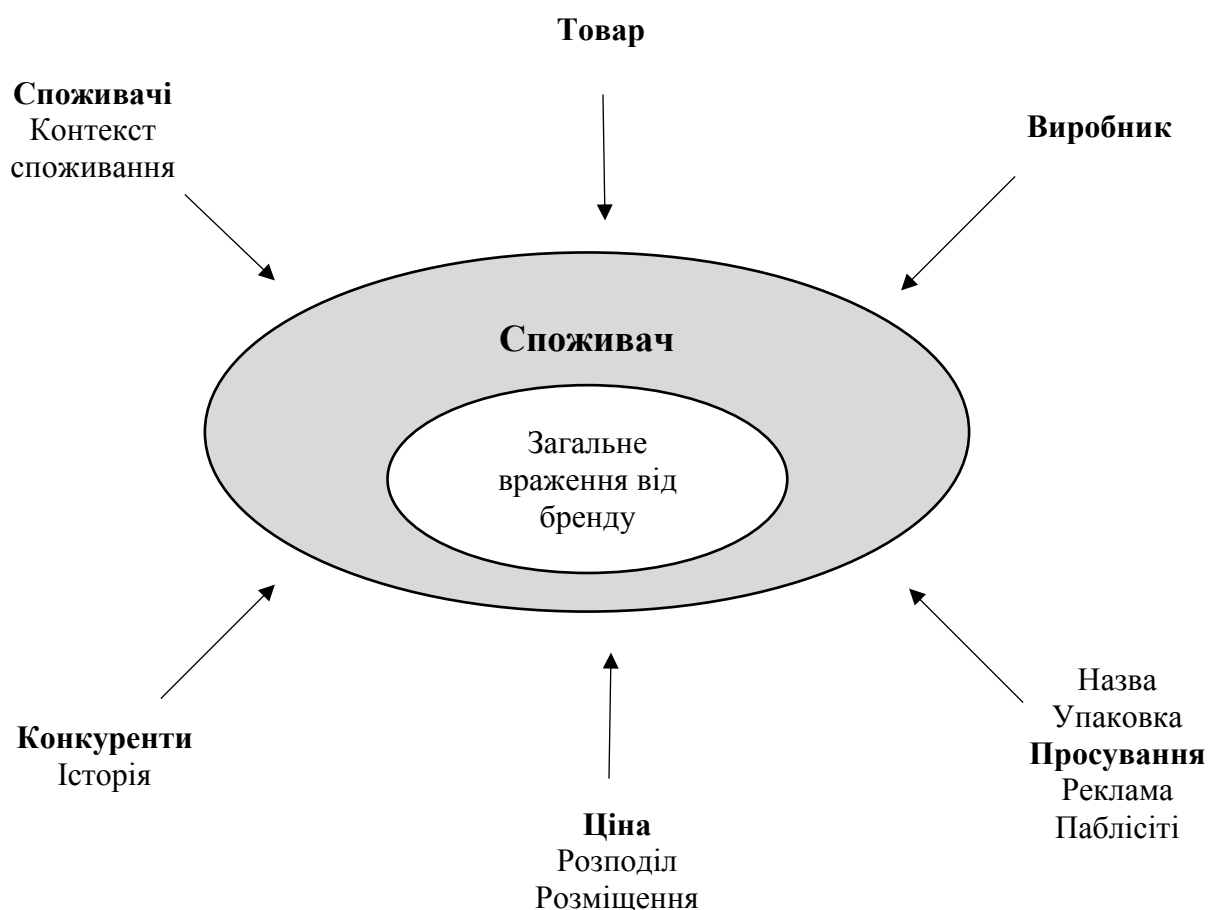 Товар
Споживачі
Контекст
споживання
Виробник
Споживач
Загальне
враження від
бренду
Конкуренти
Історія
Ціна
Розподіл
Розміщення
Назва
Упаковка
Просування
Реклама
Паблісіті